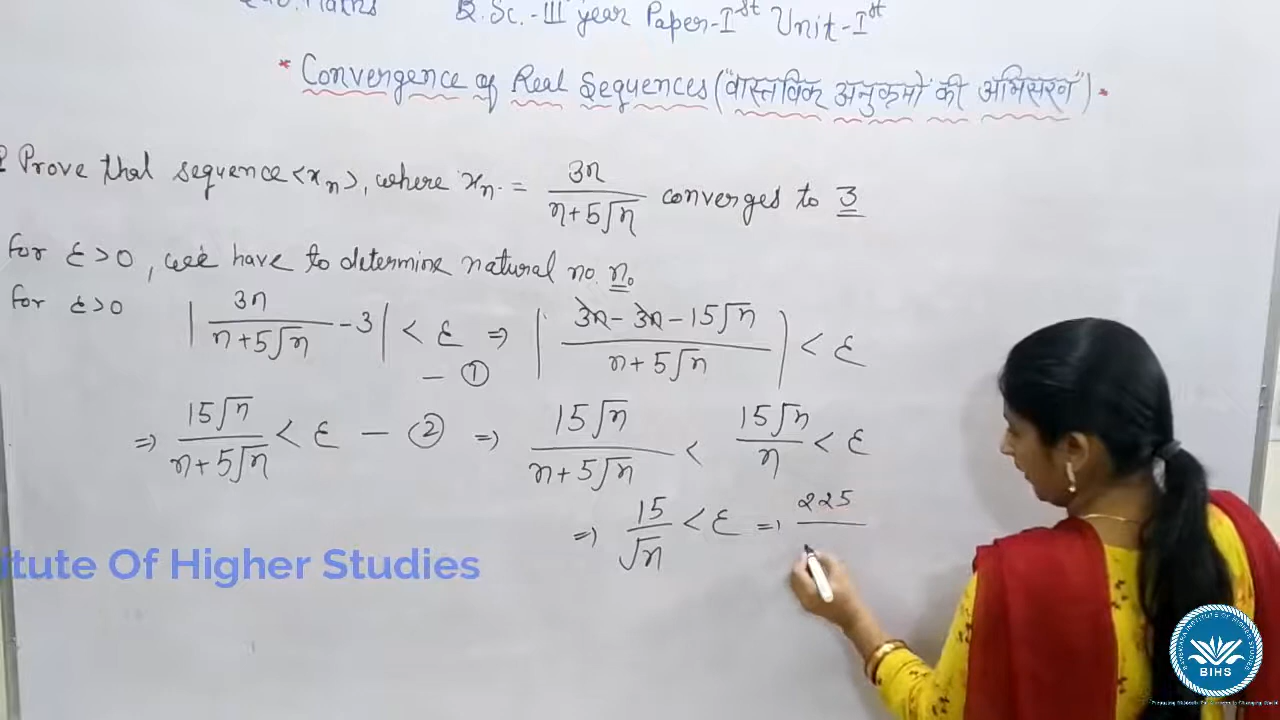 Maths B.Sc.-III year Paper-I st Unit-I st
* Convergence of Real Sequences ("वास्तविक अनुक्रमों की अभिसरण") *
Prove that sequence <xn>, where xn = 3n / (n+5√n) converges to 3
For ε>0, we have to determine natural no. n₀
For ε>0 | 3n / (n+5√n) - 3 | < ε ⇒ | (3n - 3n - 15√n) / (n+5√n) | < ε
- ①
⇒ 15√n / (n+5√n) < ε - ② ⇒ 15√n / (n+5√n) < 15√n / n < ε
⇒ 15 / √n < ε ⇒ 225
itute Of Higher Studies
BIHS